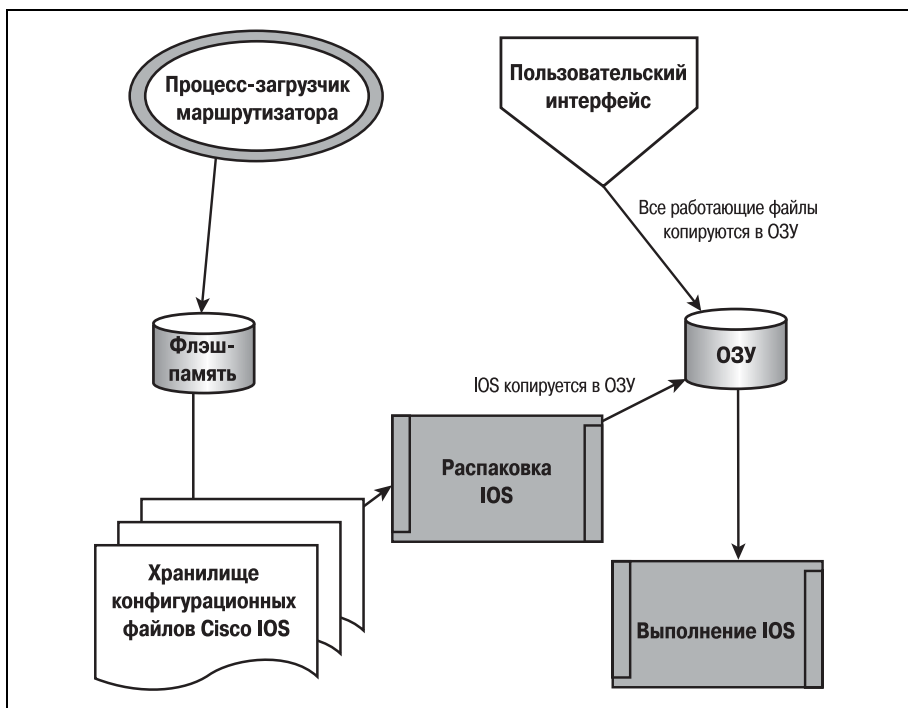 Процесс-загрузчик
маршрутизатора
Пользовательский
интерфейс
Все работающие файлы
копируются в ОЗУ
Флэш-
память
ОЗУ
IOS копируется в ОЗУ
Распаковка
IOS
Хранилище
конфигурационных
файлов Cisco IOS
Выполнение IOS